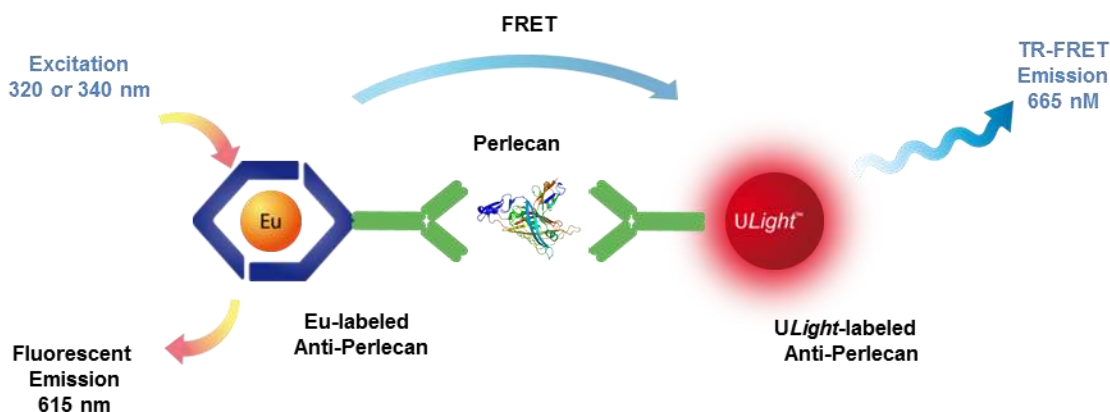 FRET
Excitation
320 or 340 nm
TR-FRET
Emission
665 nM
Perlecan
Eu
ULight™
Eu-labeled
Anti-Perlecan
ULight-labeled
Anti-Perlecan
Fluorescent
Emission
615 nm